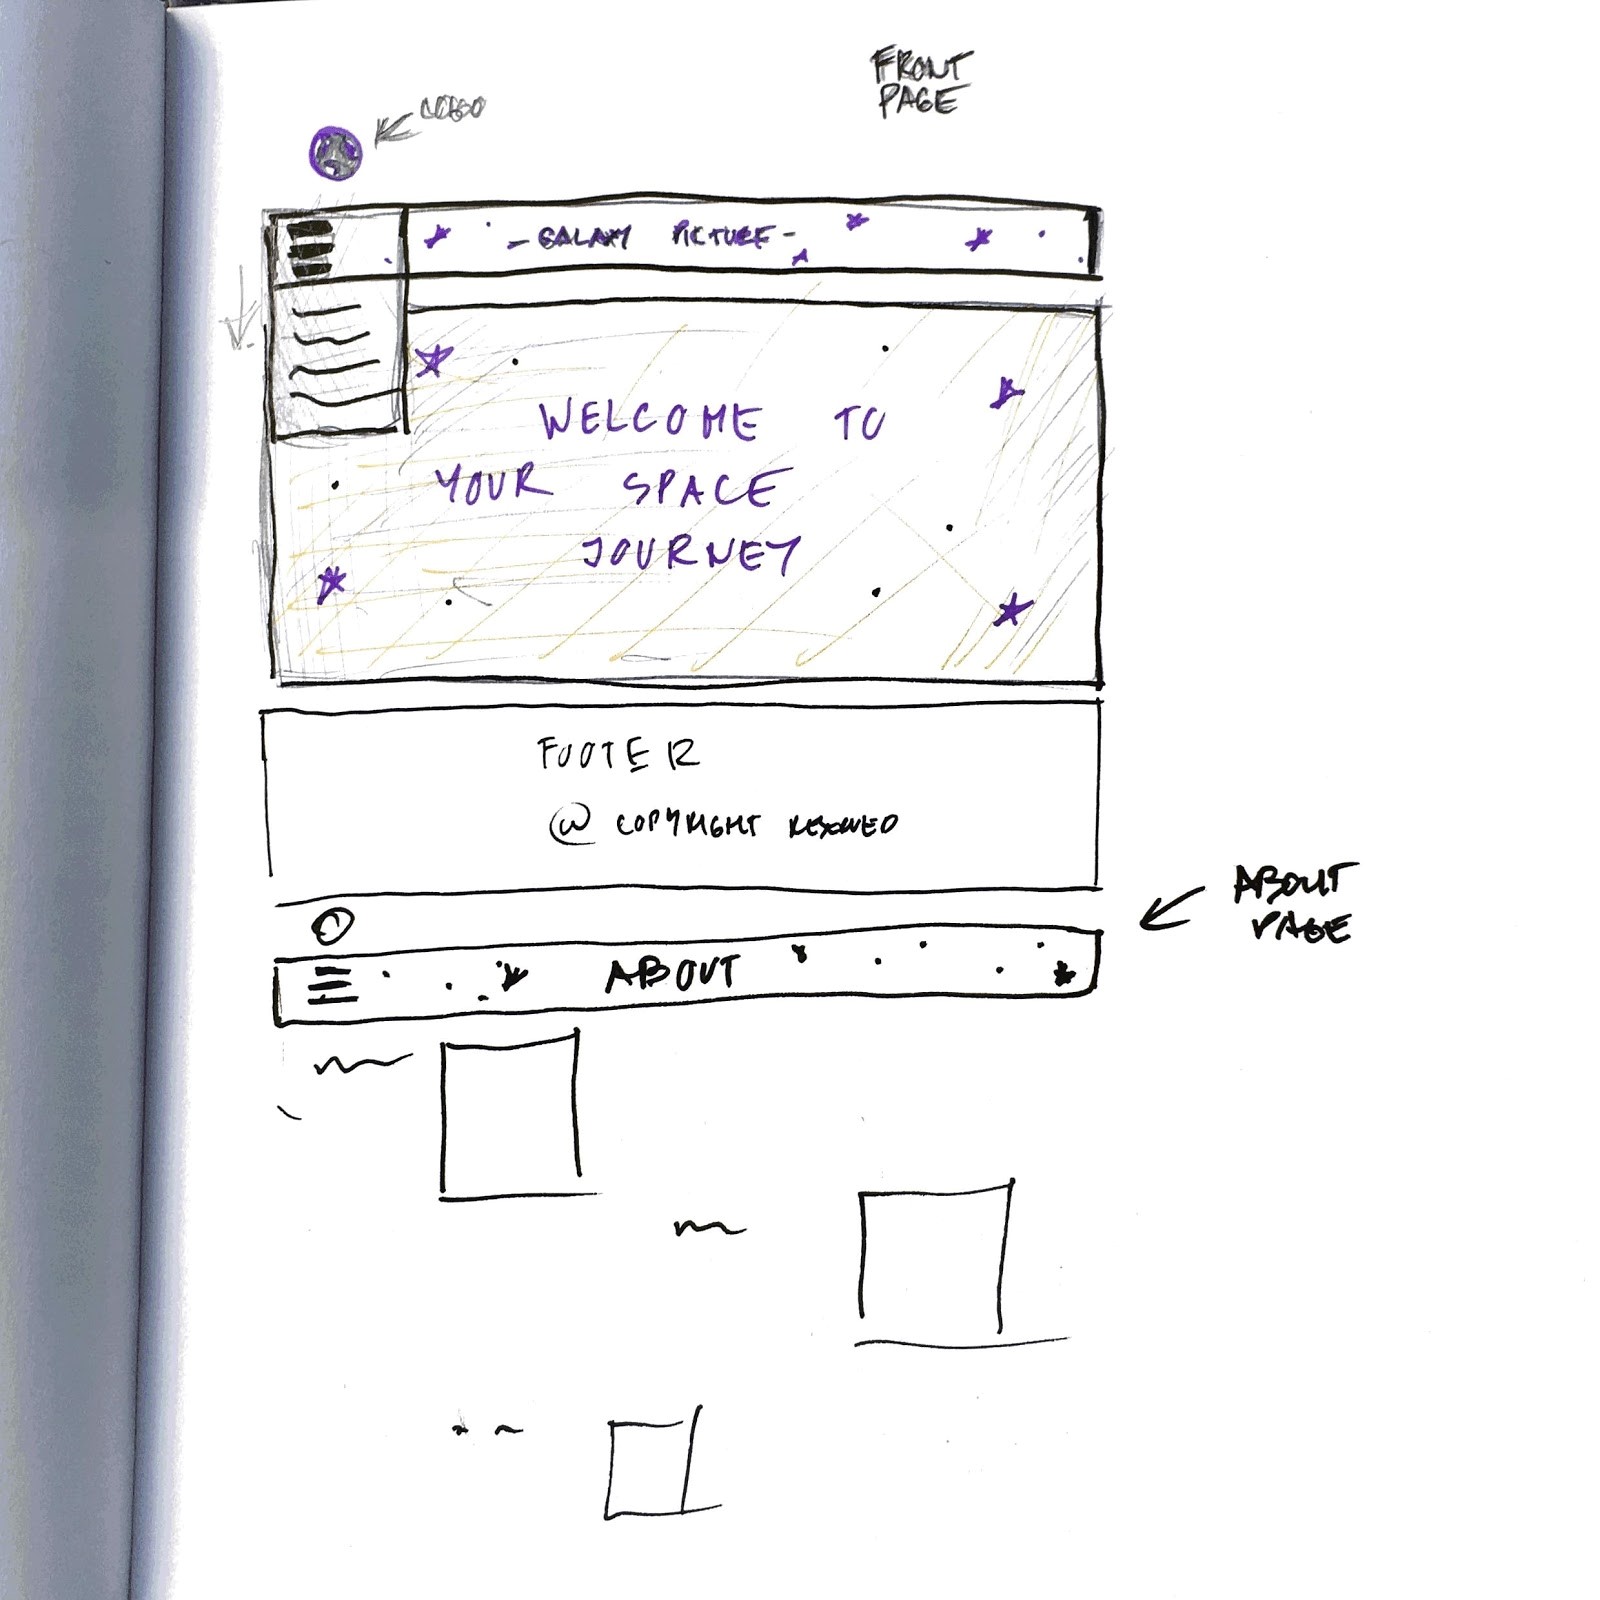 FRONT
PAGE
LOGO
- GALAXY PICTURE -
WELCOME TO
YOUR SPACE
JOURNEY
FOOTER
@ COPYRIGHT RESERVED
ABOUT
PAGE
ABOUT